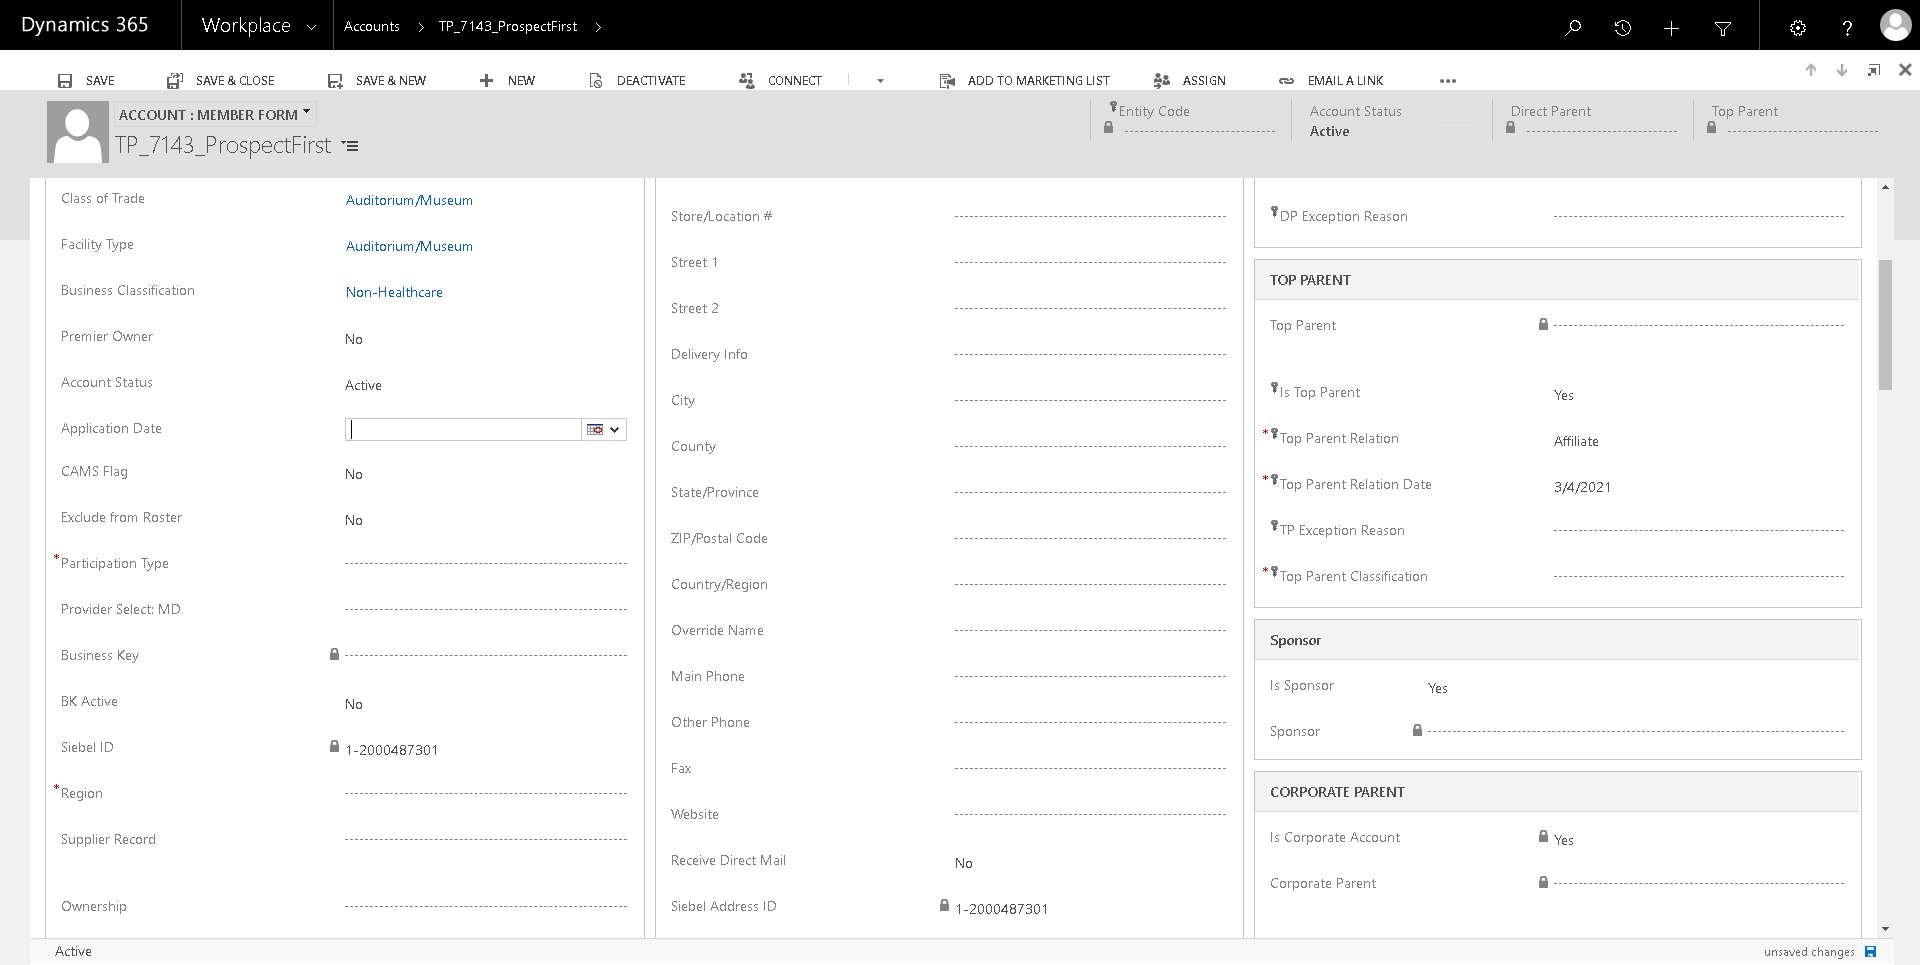 Dynamics 365
Workplace
Accounts
TP_7143_ProspectFirst
SAVE
SAVE & CLOSE
SAVE & NEW
NEW
DEACTIVATE
CONNECT
ADD TO MARKETING LIST
ASSIGN
EMAIL A LINK
ACCOUNT : MEMBER FORM
TP_7143_ProspectFirst
Entity Code
Account Status
Active
Direct Parent
Top Parent
Class of Trade
Auditorium/Museum
Facility Type
Auditorium/Museum
Business Classification
Non-Healthcare
Premier Owner
No
Account Status
Active
Application Date
CAMS Flag
No
Exclude from Roster
No
*Participation Type
Provider Select: MD
Business Key
BK Active
No
Siebel ID
1-2000487301
*Region
Supplier Record
Ownership
Store/Location #
Street 1
Street 2
Delivery Info
City
County
State/Province
ZIP/Postal Code
Country/Region
Override Name
Main Phone
Other Phone
Fax
Website
Receive Direct Mail
No
Siebel Address ID
1-2000487301
DP Exception Reason
TOP PARENT
Top Parent
Is Top Parent
Yes
*Top Parent Relation
Affiliate
*Top Parent Relation Date
3/4/2021
TP Exception Reason
*Top Parent Classification
Sponsor
Is Sponsor
Yes
Sponsor
CORPORATE PARENT
Is Corporate Account
Yes
Corporate Parent
Active
unsaved changes